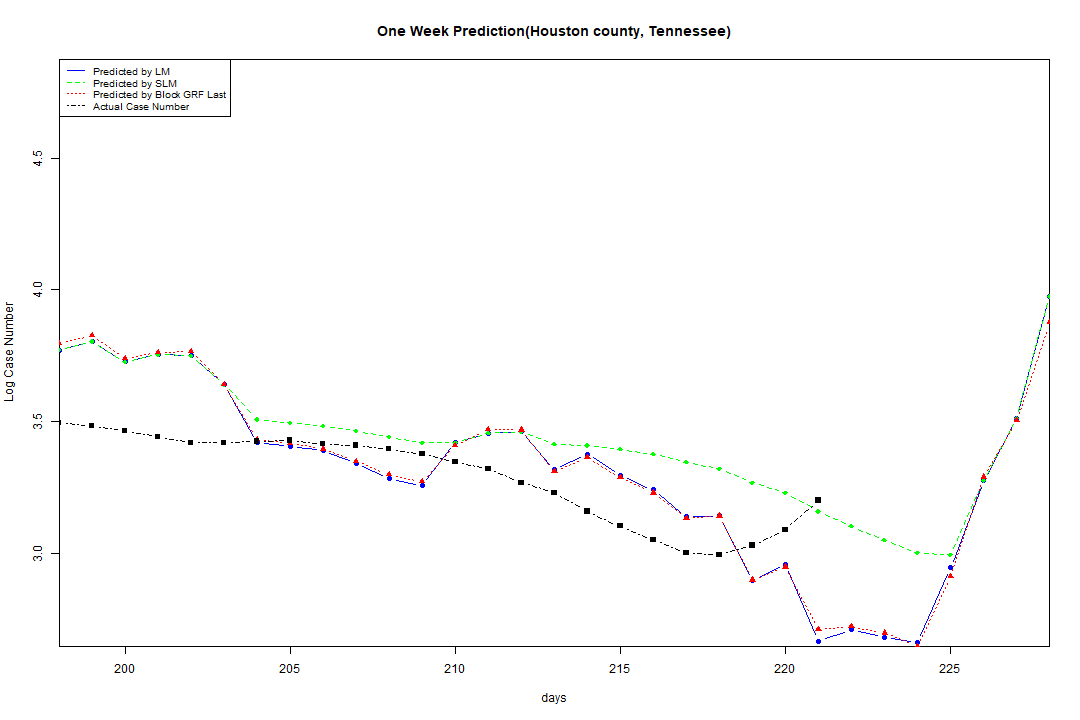 One Week Prediction(Houston county, Tennessee)
Predicted by LM
Predicted by SLM
Predicted by Block GRF Last
Actual Case Number
4.5
4.0
3.5
3.0
Log Case Number
200 205 210 215 220 225
days